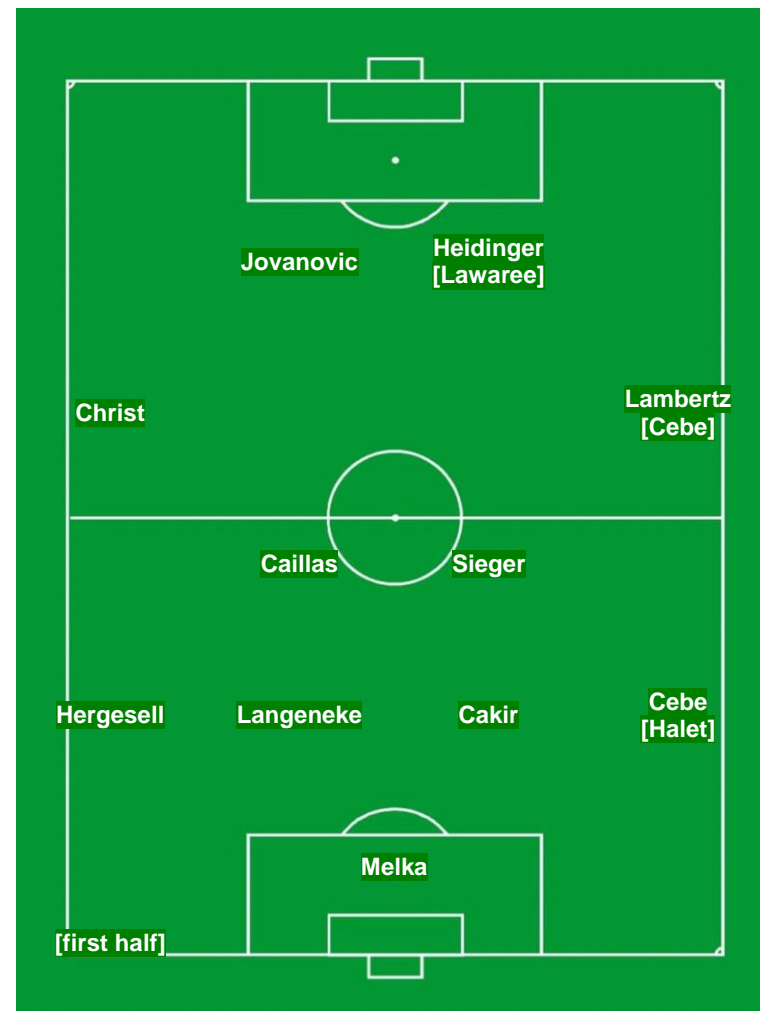 Jovanovic
Heidinger
[Lawaree]
Christ
Lambertz
[Cebe]
Caillas
Sieger
Hergesell
Langeneke
Cakir
Cebe
[Halet]
Melka
[first half]